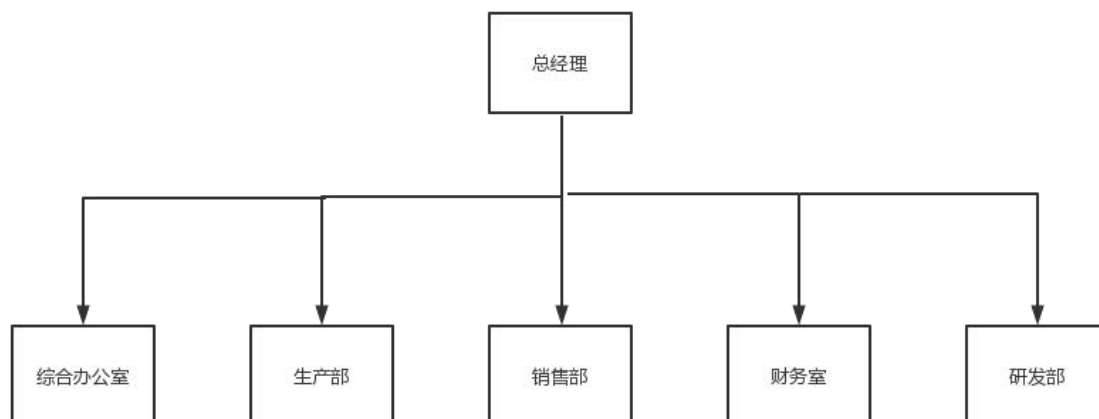 总经理
综合办公室
生产部
销售部
财务室
研发部